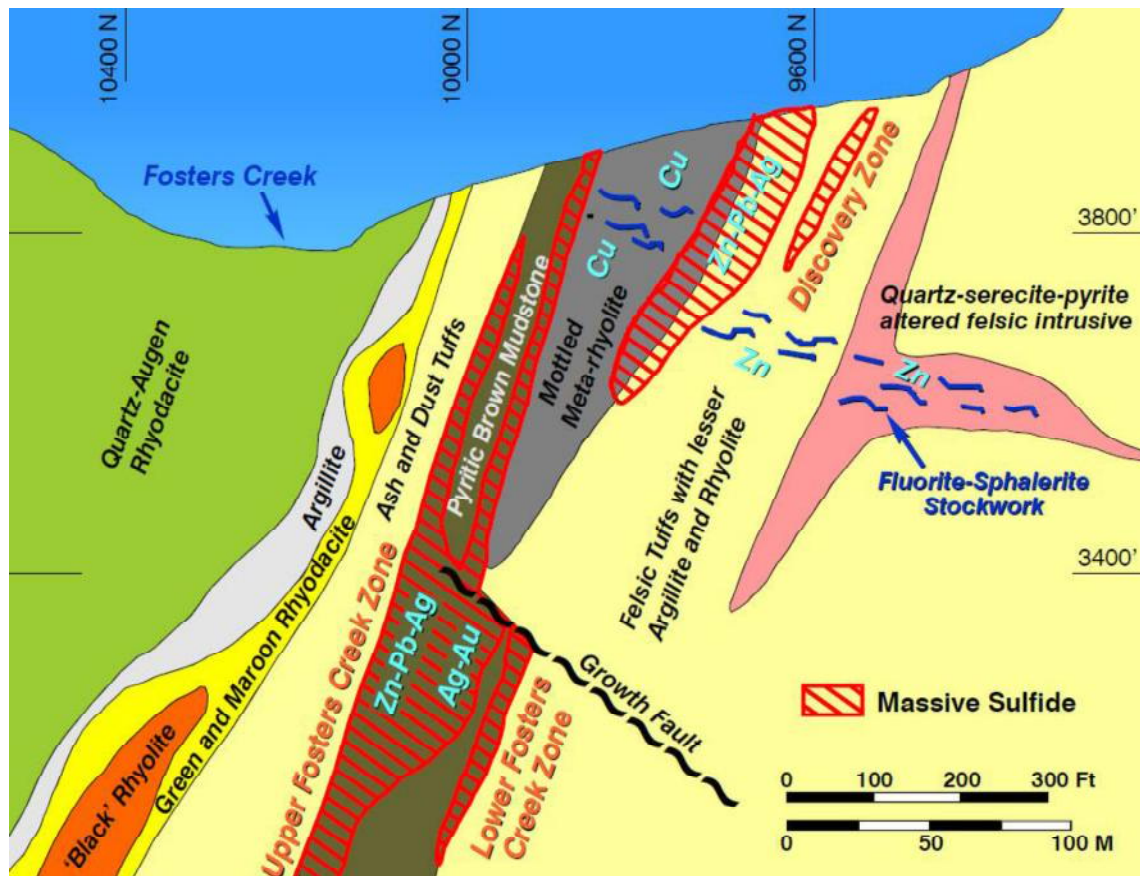 10400 N
10000 N
9600 N
Fosters Creek
3800'
3400'
Quartz-Augen
Rhyodacite
Argillite
Green and Maroon Rhyodacite
'Black' Rhyolite
Ash and Dust Tuffs
Pyritic Brown Mudstone
Mottled
Meta-rhyolite
Cu
Cu
Zn-Pb-Ag
Discovery Zone
Quartz-serecite-pyrite
altered felsic intrusive
Zn
Zn
Fluorite-Sphalerite
Stockwork
Felsic Tuffs with lesser
Argillite and Rhyolite
Upper Fosters Creek Zone
Zn-Pb-Ag
Ag-Au
Growth Fault
Lower Fosters
Creek Zone
Massive Sulfide
0 100 200 300 Ft
0 50 100 M